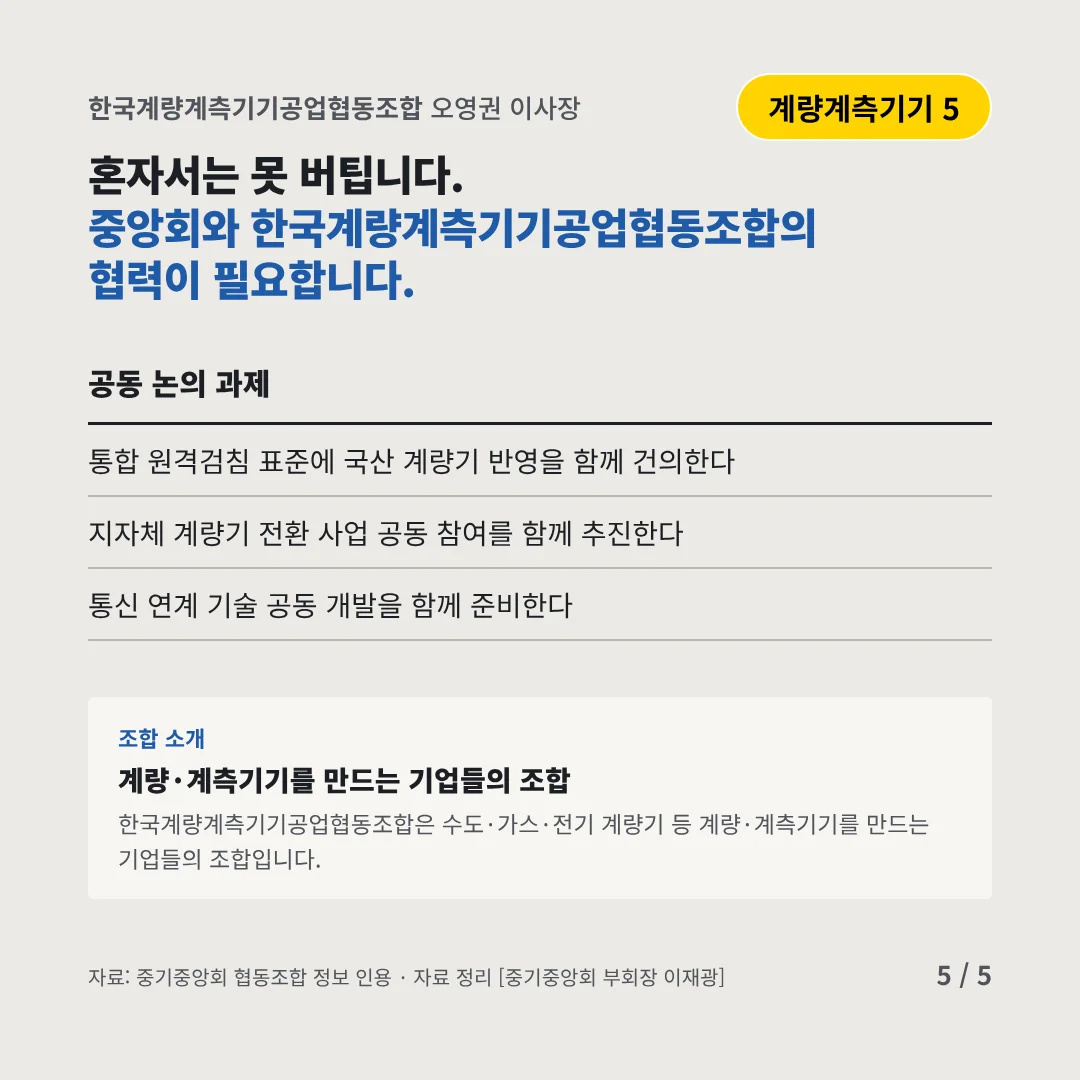 한국계량계측기기공업협동조합 오영권 이사장
계량계측기기 5
혼자서는 못 버팁니다.
중앙회와 한국계량계측기기공업협동조합의
협력이 필요합니다.
공동 논의 과제
통합 원격검침 표준에 국산 계량기 반영을 함께 건의한다
지자체 계량기 전환 사업 공동 참여를 함께 추진한다
통신 연계 기술 공동 개발을 함께 준비한다
조합 소개
계량·계측기기를 만드는 기업들의 조합
한국계량계측기기공업협동조합은 수도·가스·전기 계량기 등 계량·계측기기를 만드는
기업들의 조합입니다.
자료: 중기중앙회 협동조합 정보 인용 · 자료 정리 [중기중앙회 부회장 이재광]
5 / 5